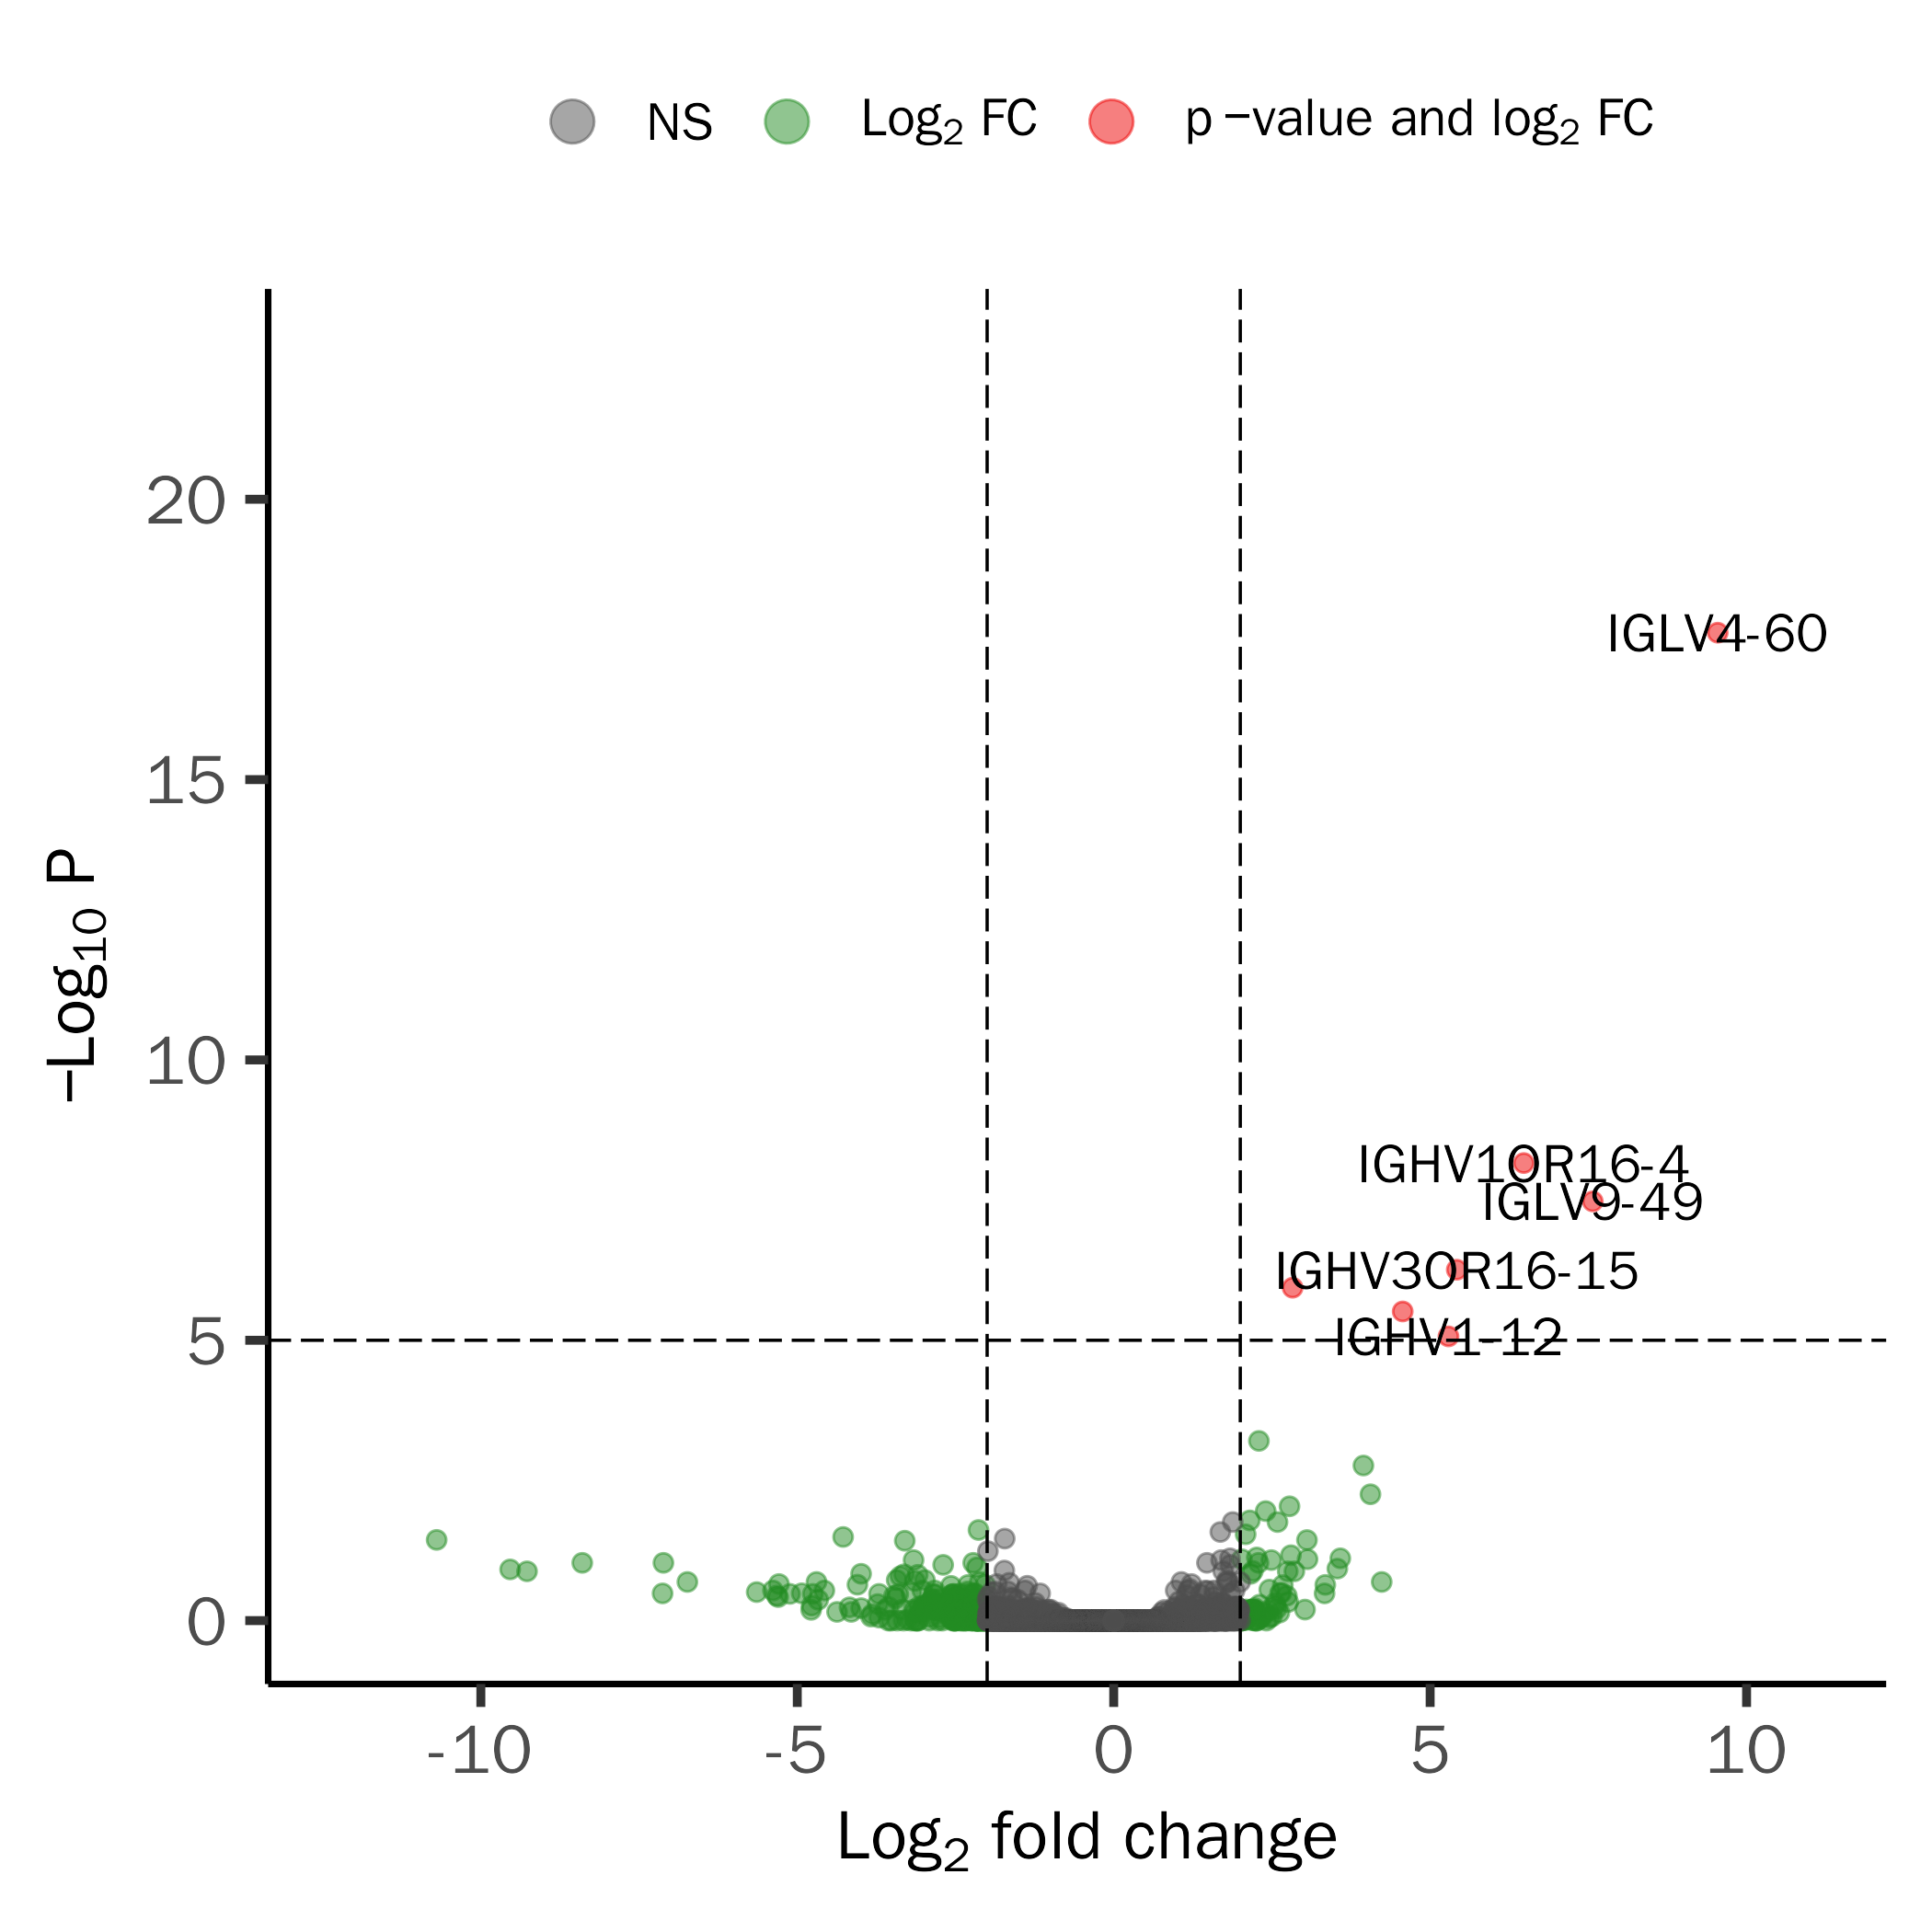 NS Log₂ FC p −value and log₂ FC
20
15
10
5
0
−Log₁₀ P
IGLV4-60
IGHV1OR16-4
IGLV9-49
IGHV3OR16-15
IGHV1-12
-10 -5 0 5 10
Log₂ fold change